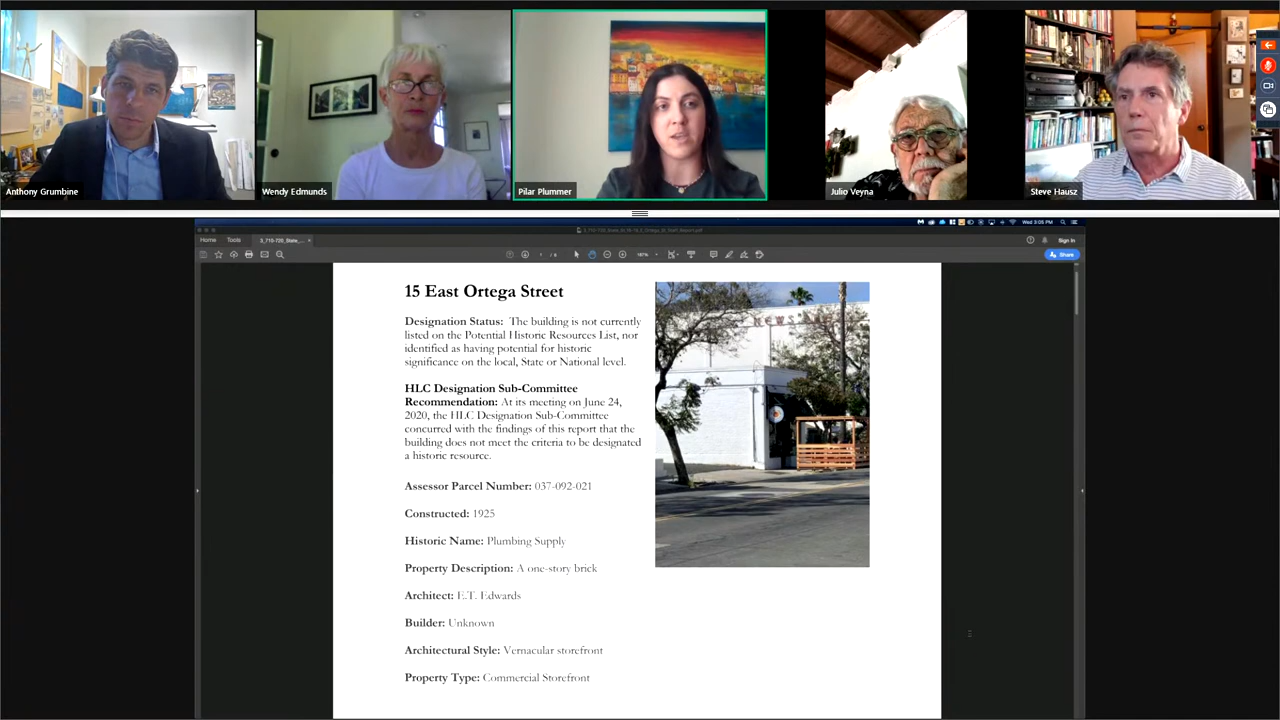 Anthony Grumbine
Wendy Edmunds
Pilar Plummer
Julio Veyna
Steve Hausz
Wed 3:05 PM
Home
Tools
3_710-720_State_...
Sign In
Share
15 East Ortega Street
Designation Status: The building is not currently
listed on the Potential Historic Resources List, nor
identified as having potential for historic
significance on the local, State or National level.
HLC Designation Sub-Committee
Recommendation: At its meeting on June 24,
2020, the HLC Designation Sub-Committee
concurred with the findings of this report that the
building does not meet the criteria to be designated
a historic resource.
Assessor Parcel Number: 037-092-021
Constructed: 1925
Historic Name: Plumbing Supply
Property Description: A one-story brick
Architect: E.T. Edwards
Builder: Unknown
Architectural Style: Vernacular storefront
Property Type: Commercial Storefront